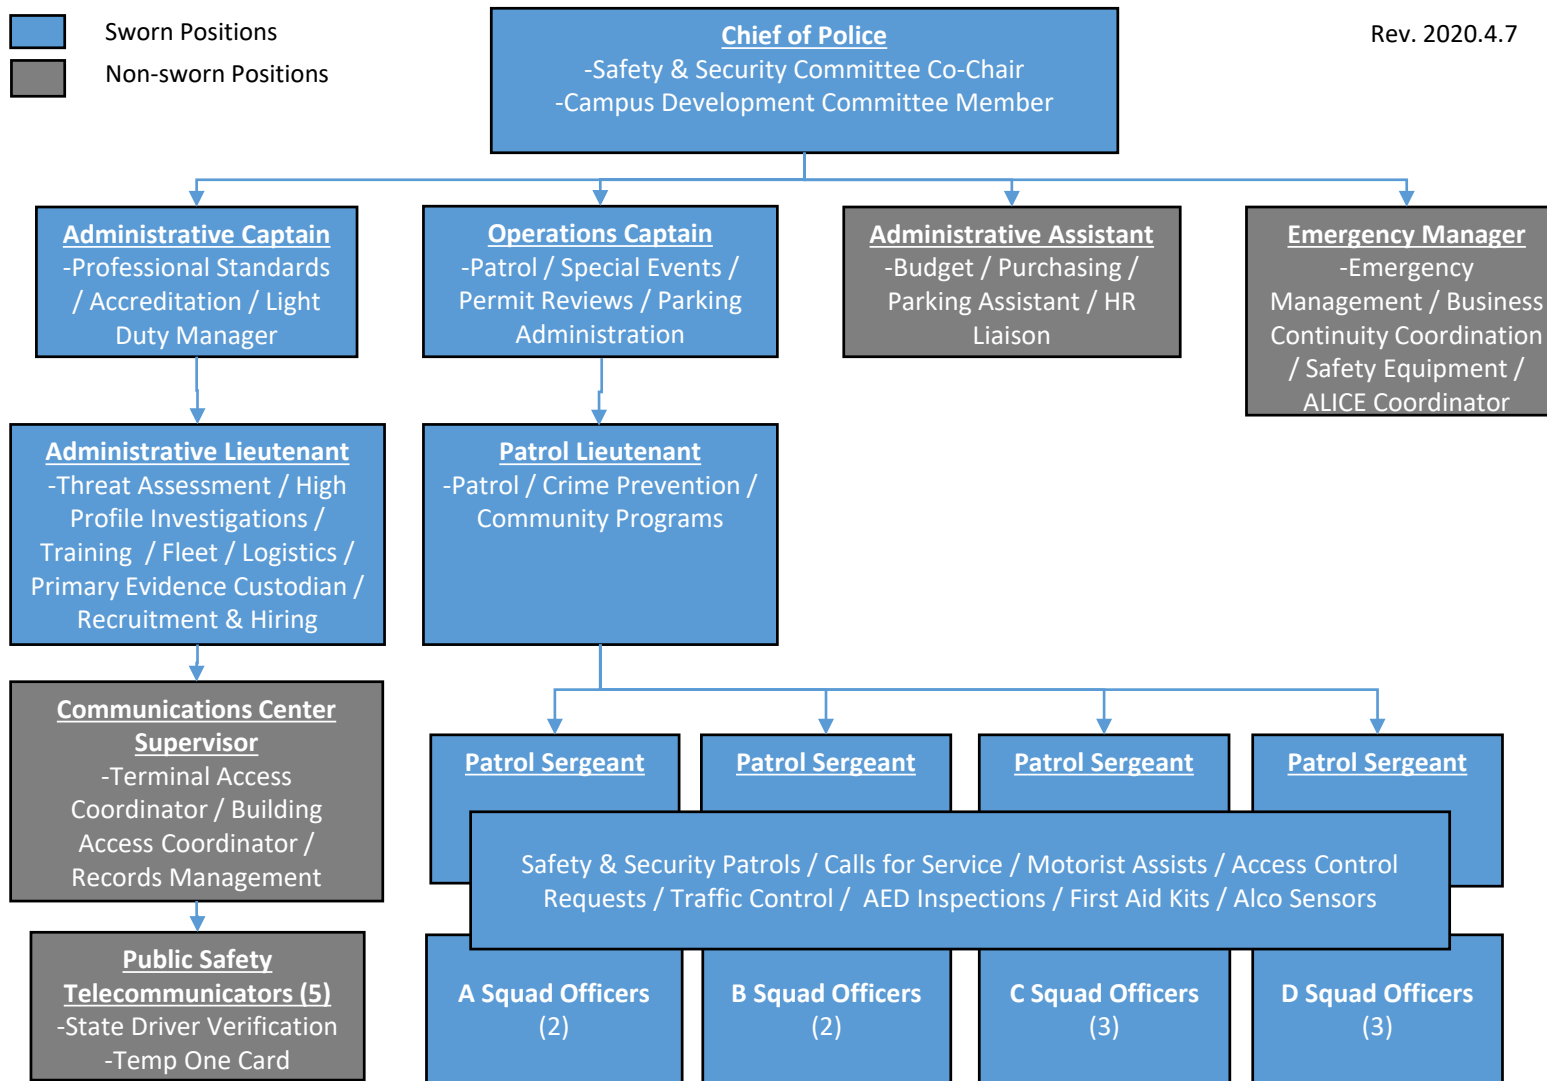 Sworn Positions
Non-sworn Positions
Rev. 2020.4.7
Chief of Police
-Safety & Security Committee Co-Chair
-Campus Development Committee Member
Administrative Captain
-Professional Standards
/ Accreditation / Light
Duty Manager
Operations Captain
-Patrol / Special Events /
Permit Reviews / Parking
Administration
Administrative Assistant
-Budget / Purchasing /
Parking Assistant / HR
Liaison
Emergency Manager
-Emergency
Management / Business
Continuity Coordination
/ Safety Equipment /
ALICE Coordinator
Administrative Lieutenant
-Threat Assessment / High
Profile Investigations /
Training / Fleet / Logistics /
Primary Evidence Custodian /
Recruitment & Hiring
Patrol Lieutenant
-Patrol / Crime Prevention /
Community Programs
Communications Center
Supervisor
-Terminal Access
Coordinator / Building
Access Coordinator /
Records Management
Patrol Sergeant
Patrol Sergeant
Patrol Sergeant
Patrol Sergeant
Safety & Security Patrols / Calls for Service / Motorist Assists / Access Control
Requests / Traffic Control / AED Inspections / First Aid Kits / Alco Sensors
Public Safety
Telecommunicators (5)
-State Driver Verification
-Temp One Card
A Squad Officers
(2)
B Squad Officers
(2)
C Squad Officers
(3)
D Squad Officers
(3)